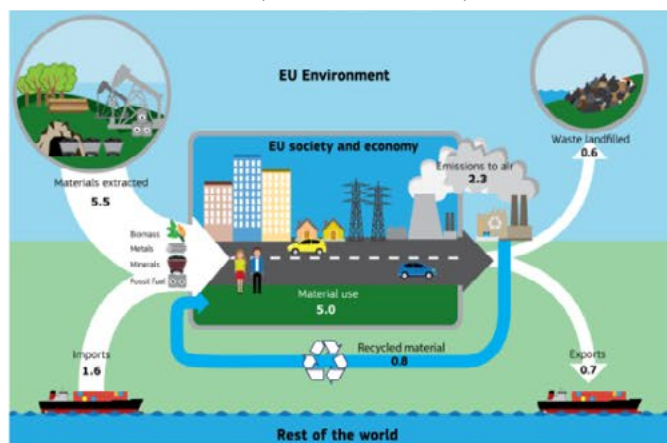 EU Environment
EU society and economy
Materials extracted
5.5
Biomass
Metals
Minerals
Fossil fuel
Emissions to air
2.3
Waste landfilled
0.6
Material use
5.0
Recycled material
0.8
Imports
1.6
Exports
0.7
Rest of the world